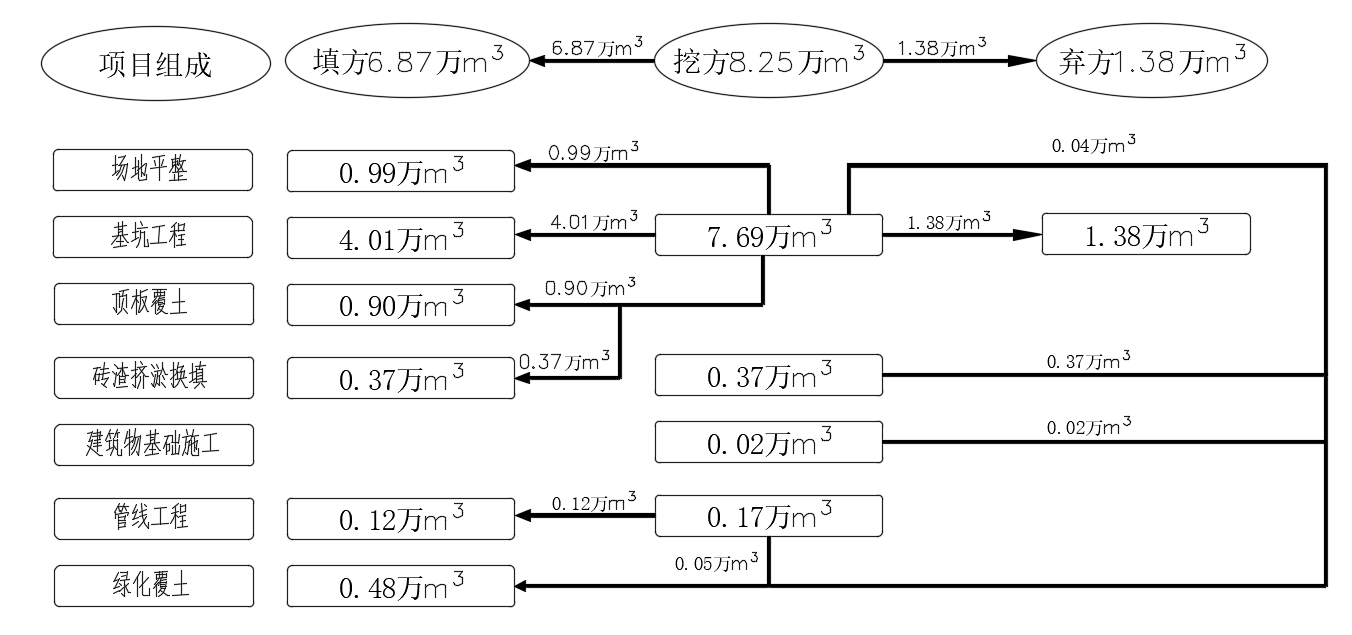 项目组成
填方6.87万m³
6.87万m³
挖方8.25万m³
1.38万m³
弃方1.38万m³
场地平整
0.99万m³
0.99万m³
0.04万m³
基坑工程
4.01万m³
4.01万m³
7.69万m³
1.38万m³
1.38万m³
顶板覆土
0.90万m³
0.90万m³
砖渣挤淤换填
0.37万m³
0.37万m³
0.37万m³
0.37万m³
建筑物基础施工
0.02万m³
0.02万m³
管线工程
0.12万m³
0.12万m³
0.17万m³
绿化覆土
0.48万m³
0.05万m³